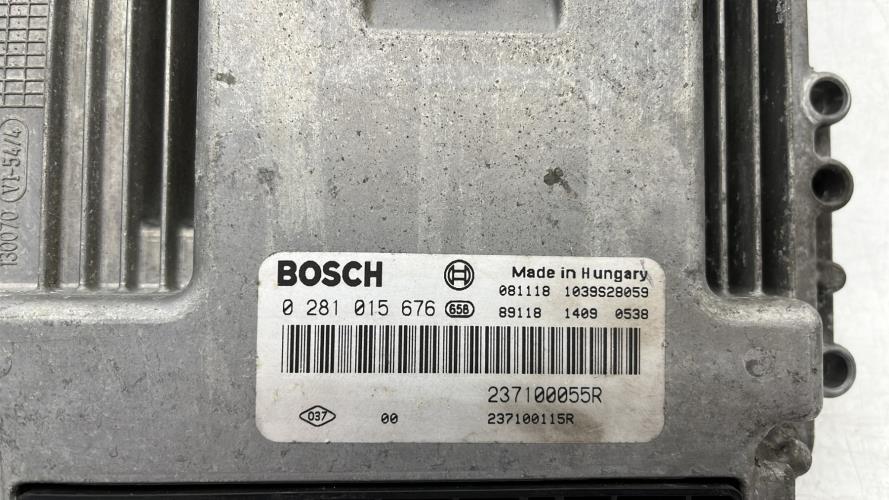 130070 (V1-54/4)
BOSCH
Made in Hungary
081118 1039S28059
0 281 015 676 658
89118 1409 0538
237100055R
037 00 237100115R